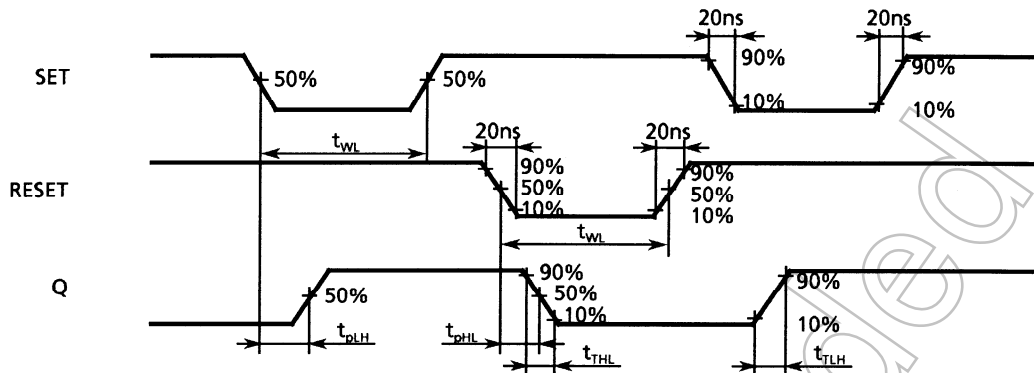 20ns 20ns
SET 50% 50% 90% 90%
10% 10%
tWL
20ns 20ns
RESET 90% 90%
50% 50%
10% 10%
tWL
Q 50% 90% 90%
50%
10% 10%
tpLH tpHL
tTHL tTLH
ded